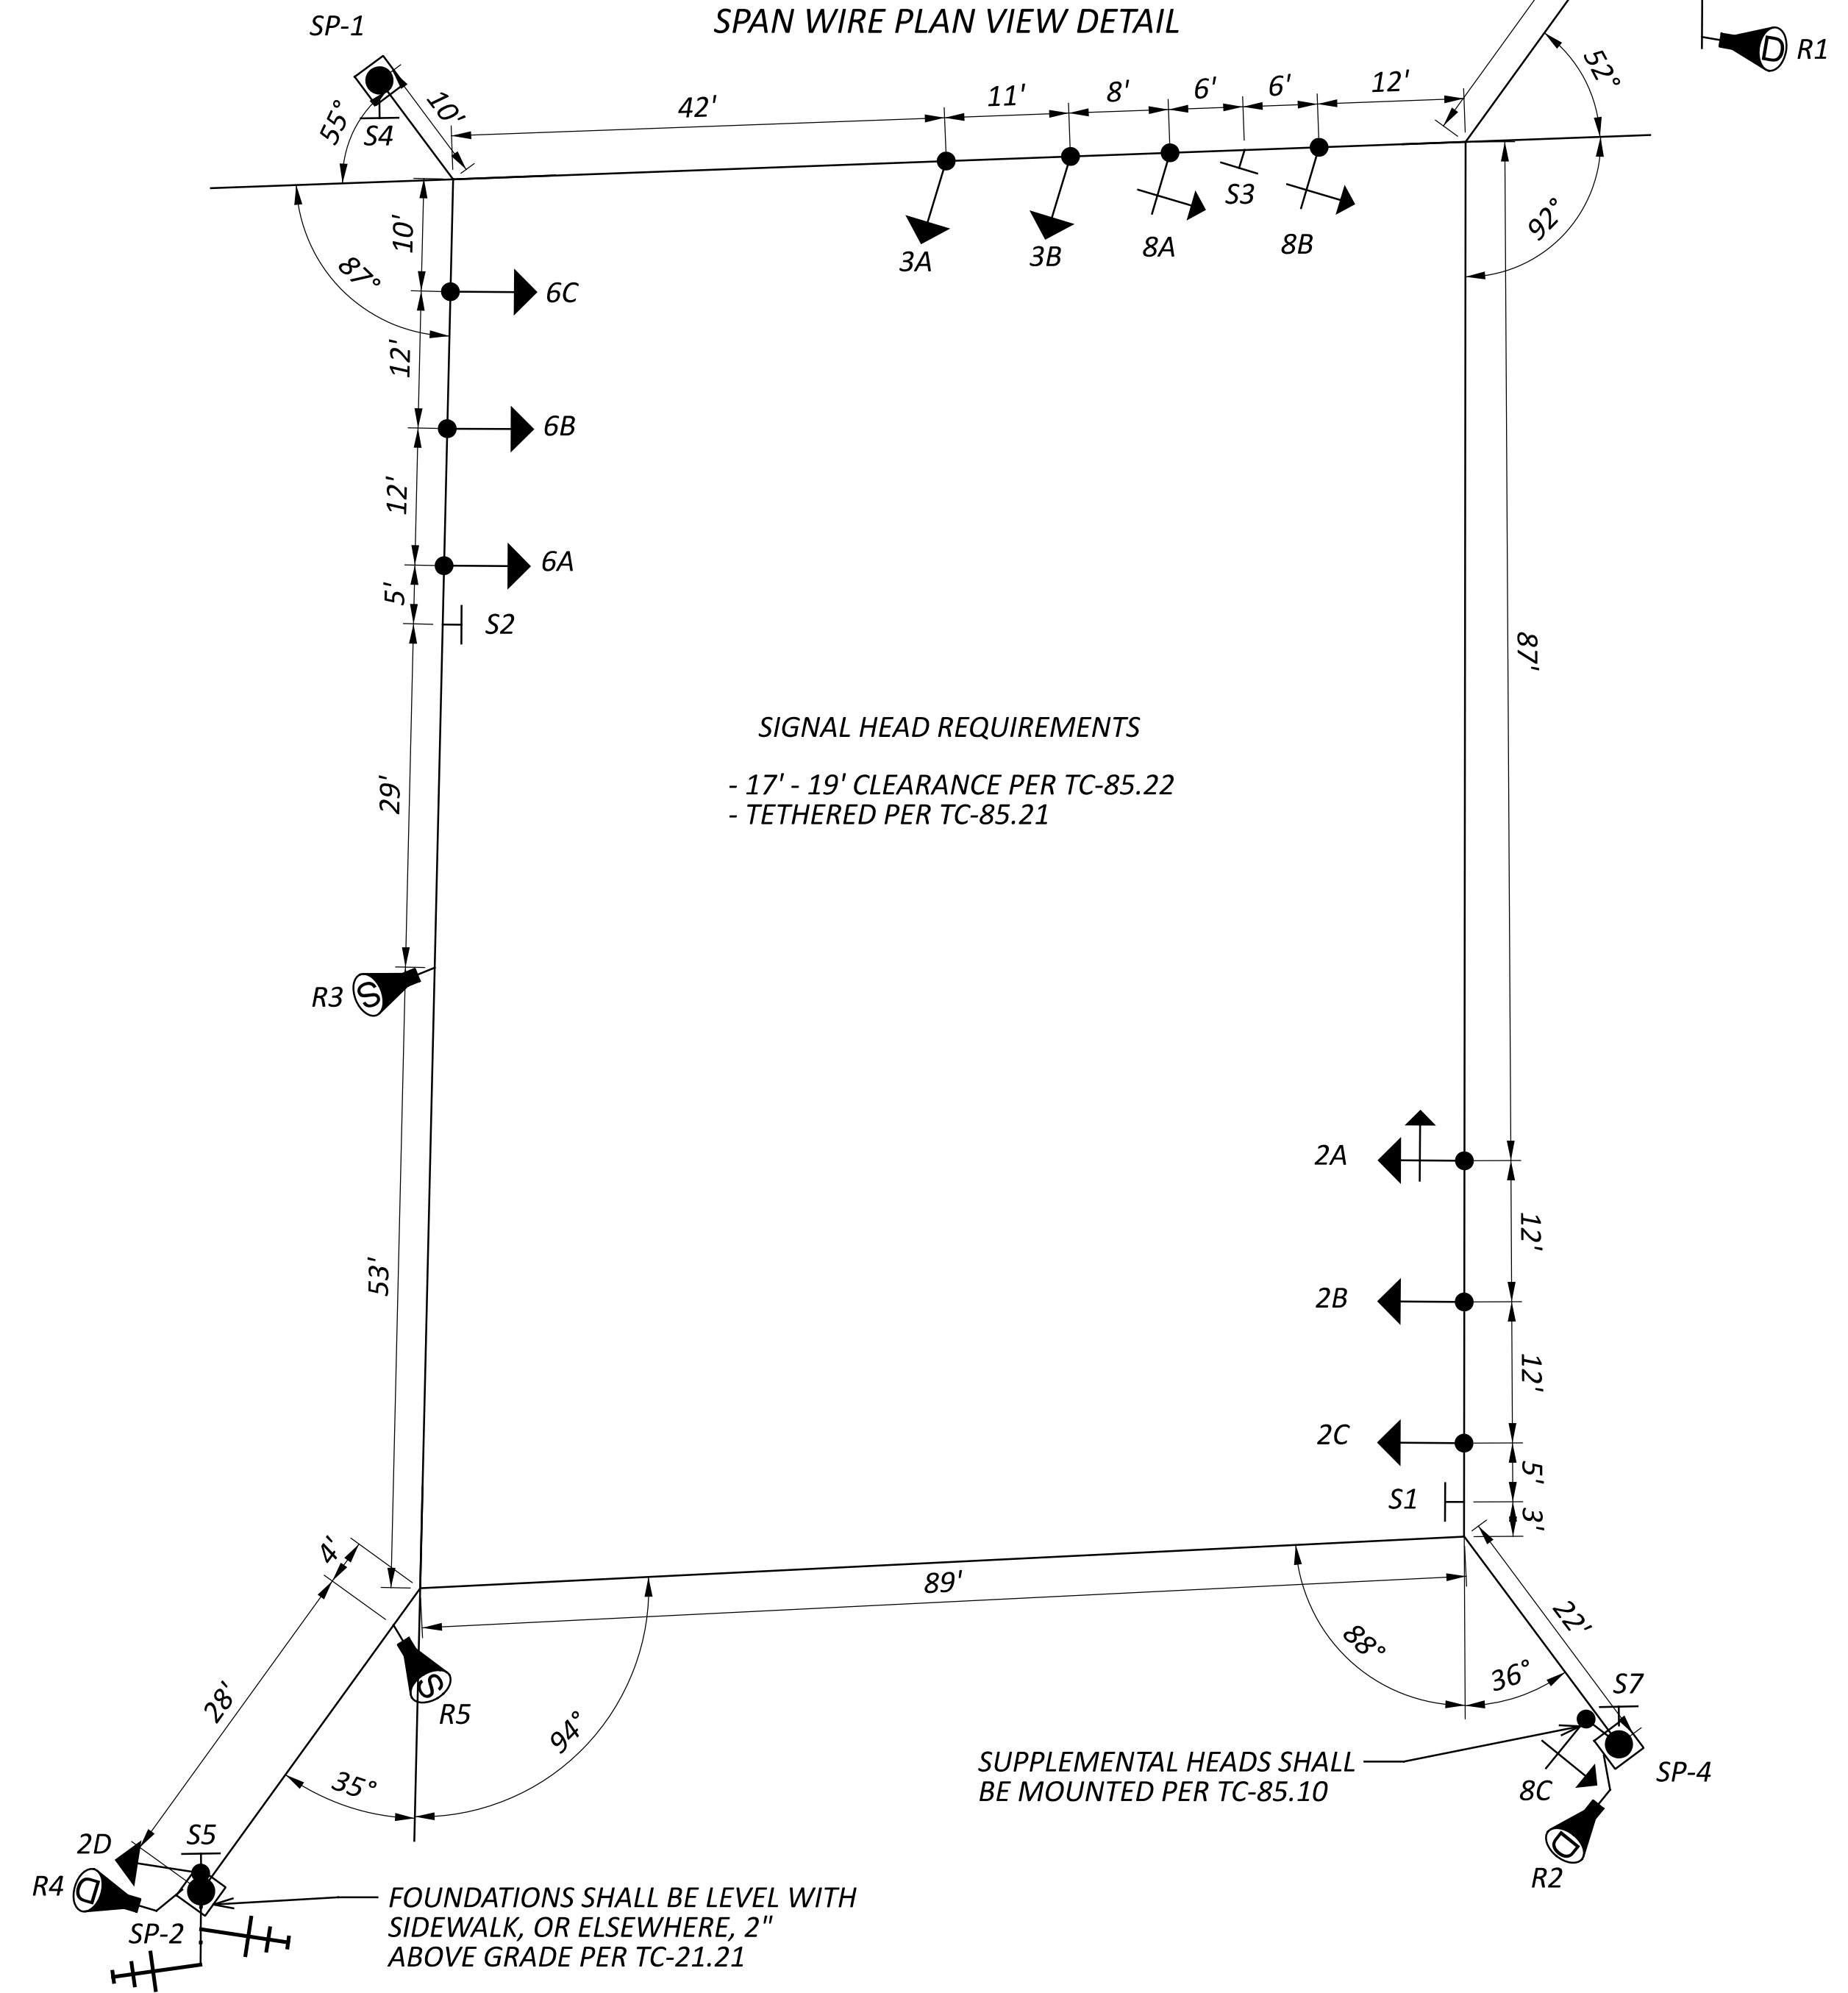 SPAN WIRE PLAN VIEW DETAIL
SP-1
D
R1
52°
10'
55°
S4
42'
11'
8'
6'
6'
12'
10'
87°
3A
3B
8A
S3
8B
92°
6C
12'
6B
12'
6A
5'
S2
87'
SIGNAL HEAD REQUIREMENTS
- 17' - 19' CLEARANCE PER TC-85.22
- TETHERED PER TC-85.21
29'
R3
S
2A
12'
53'
2B
12'
2C
5'
S1
3'
4'
89'
22'
88°
36°
28'
S
R5
94°
S7
35°
SUPPLEMENTAL HEADS SHALL
BE MOUNTED PER TC-85.10
8C
SP-4
D
R2
2D
S5
R4
D
SP-2
FOUNDATIONS SHALL BE LEVEL WITH
SIDEWALK, OR ELSEWHERE, 2"
ABOVE GRADE PER TC-21.21